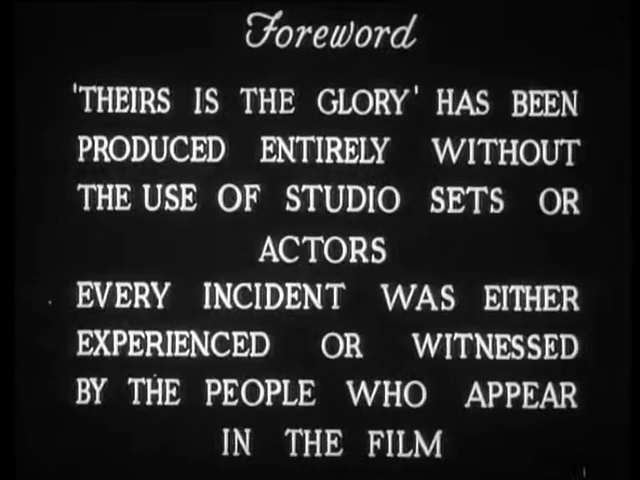 Foreword
'THEIRS IS THE GLORY' HAS BEEN
PRODUCED ENTIRELY WITHOUT
THE USE OF STUDIO SETS OR
ACTORS
EVERY INCIDENT WAS EITHER
EXPERIENCED OR WITNESSED
BY THE PEOPLE WHO APPEAR
IN THE FILM